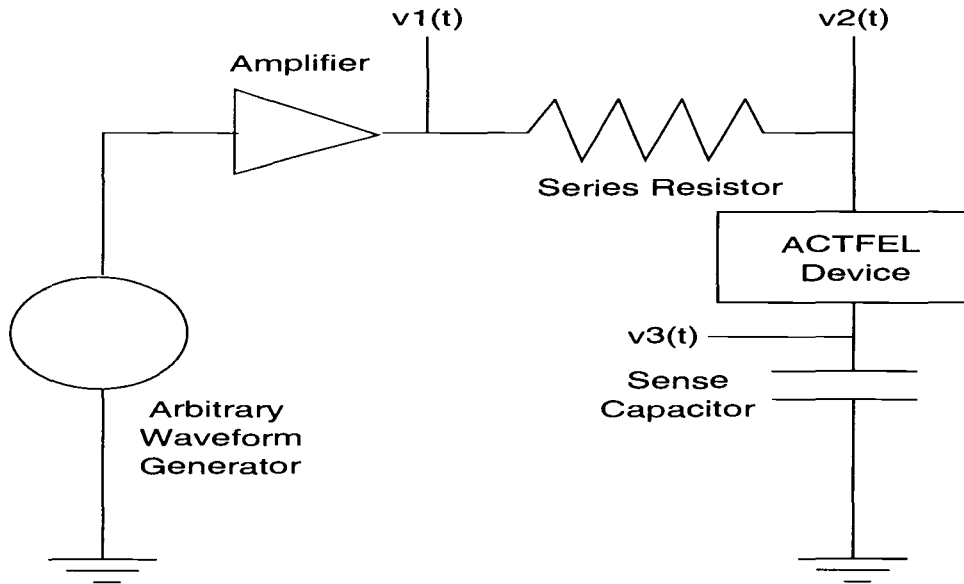 v1(t)
v2(t)
Amplifier
Series Resistor
ACTFEL
Device
v3(t)
Sense
Capacitor
Arbitrary
Waveform
Generator